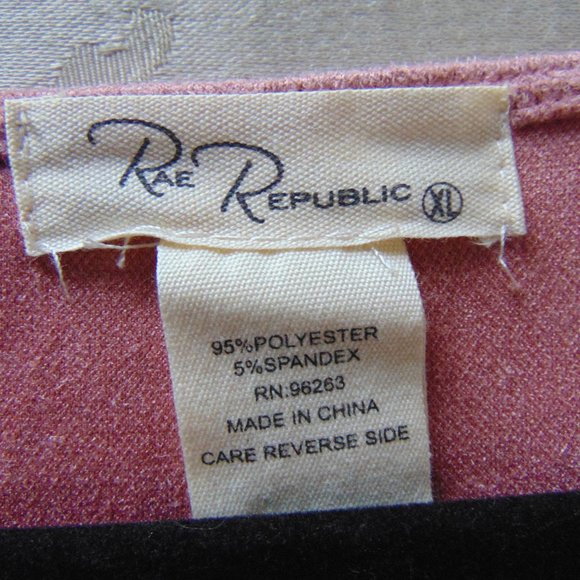 RAE REPUBLIC XL
95%POLYESTER
5%SPANDEX
RN:96263
MADE IN CHINA
CARE REVERSE SIDE